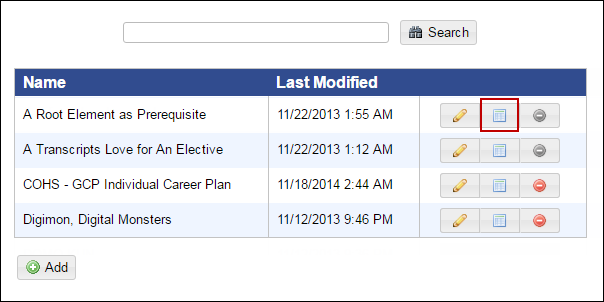 Search
Name Last Modified
A Root Element as Prerequisite 11/22/2013 1:55 AM
A Transcripts Love for An Elective 11/22/2013 1:12 AM
COHS - GCP Individual Career Plan 11/18/2014 2:44 AM
Digimon, Digital Monsters 11/12/2013 9:46 PM
Add